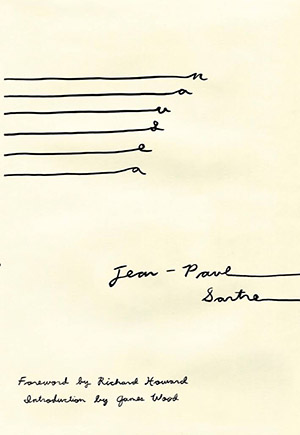 n
a
u
s
e
a
Jean-Paul
Sartre
Foreword by Richard Howard
Introduction by James Wood